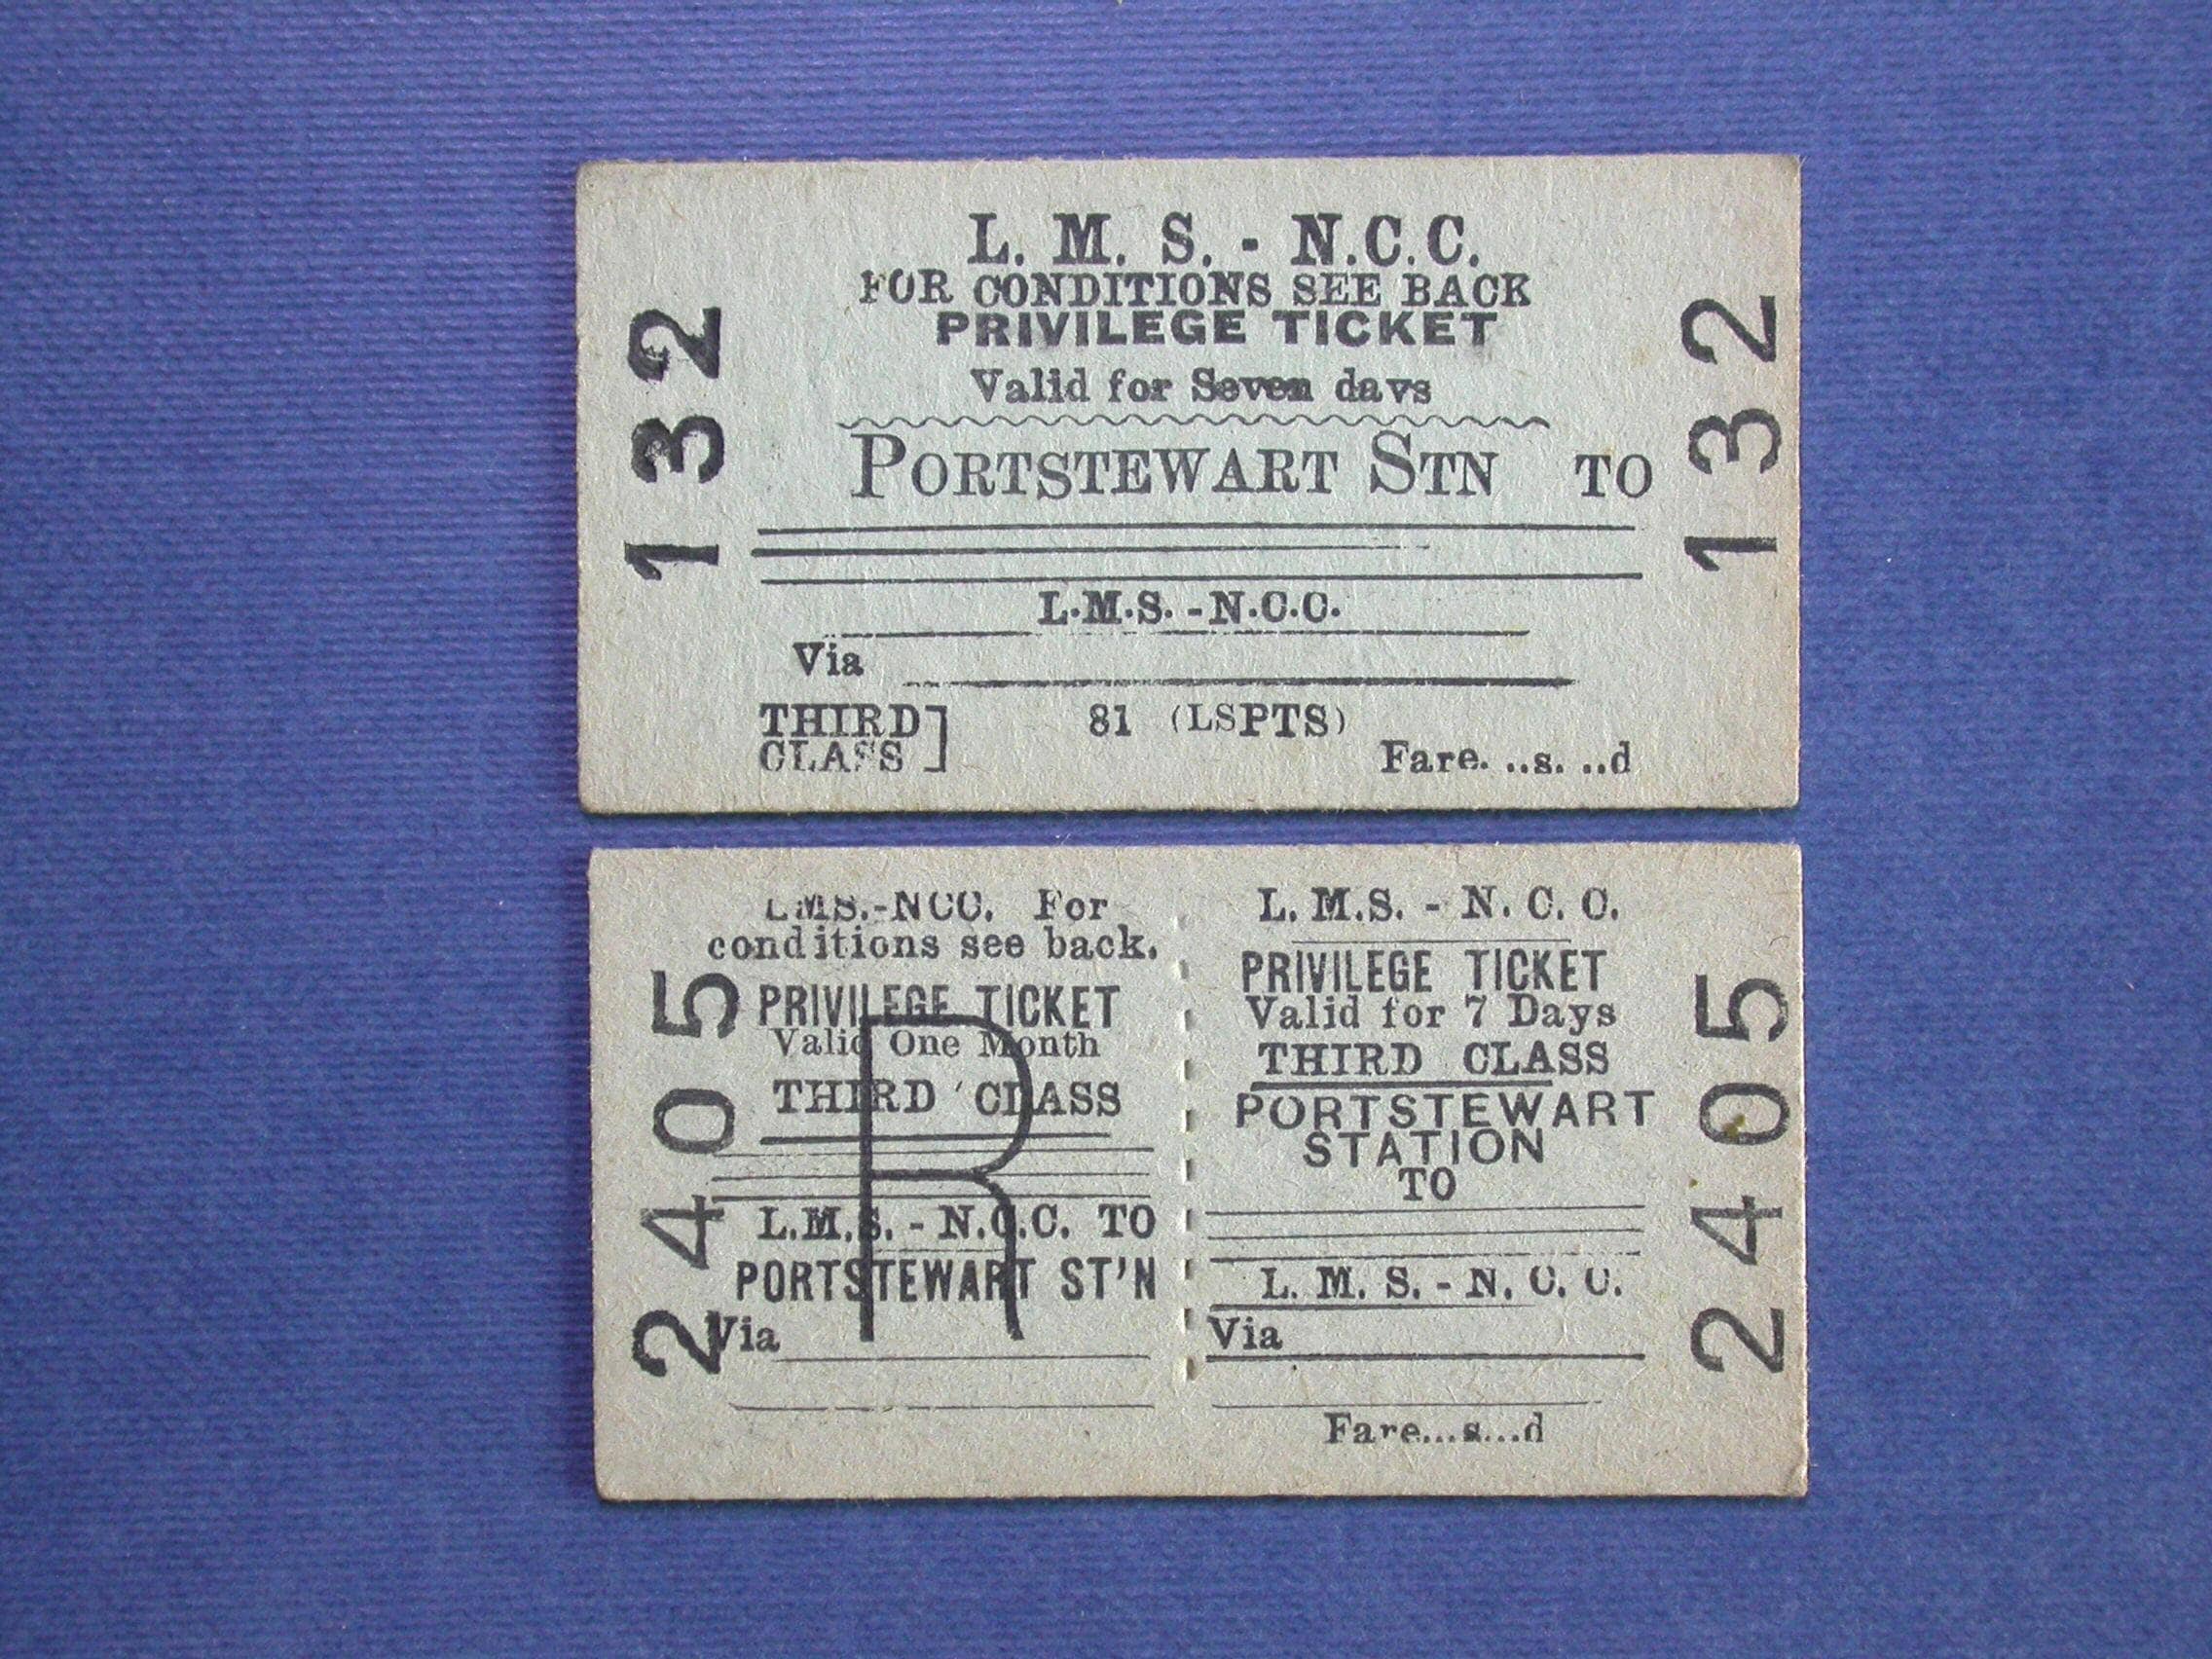 L. M. S. - N.C.C.
FOR CONDITIONS SEE BACK
PRIVILEGE TICKET
Valid for Seven days
PORTSTEWART STN TO
L.M.S. - N.C.C.
Via
THIRD
CLASS ] 81 (LSPTS)
Fare. ..s. ..d
132
132
LMS.-NCC. For
conditions see back.
PRIVILEGE TICKET
Valid One Month
THIRD CLASS
L.M.S. - N.C.C. TO
PORTSTEWART ST'N
Via
R
2405
L. M.S. - N. C. C.
PRIVILEGE TICKET
Valid for 7 Days
THIRD CLASS
PORTSTEWART
STATION
TO
L. M. S. - N. C. C.
Via
Fare...s...d
2405